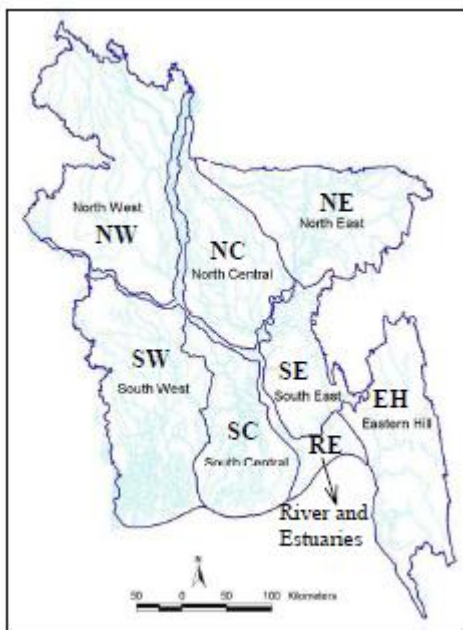 NE
North East
North West
NW
NC
North Central
SW
South West
SE
South East
EH
Eastern Hill
SC
South Central
RE
River and
Estuaries
N
50 0 50 100 Kilometers